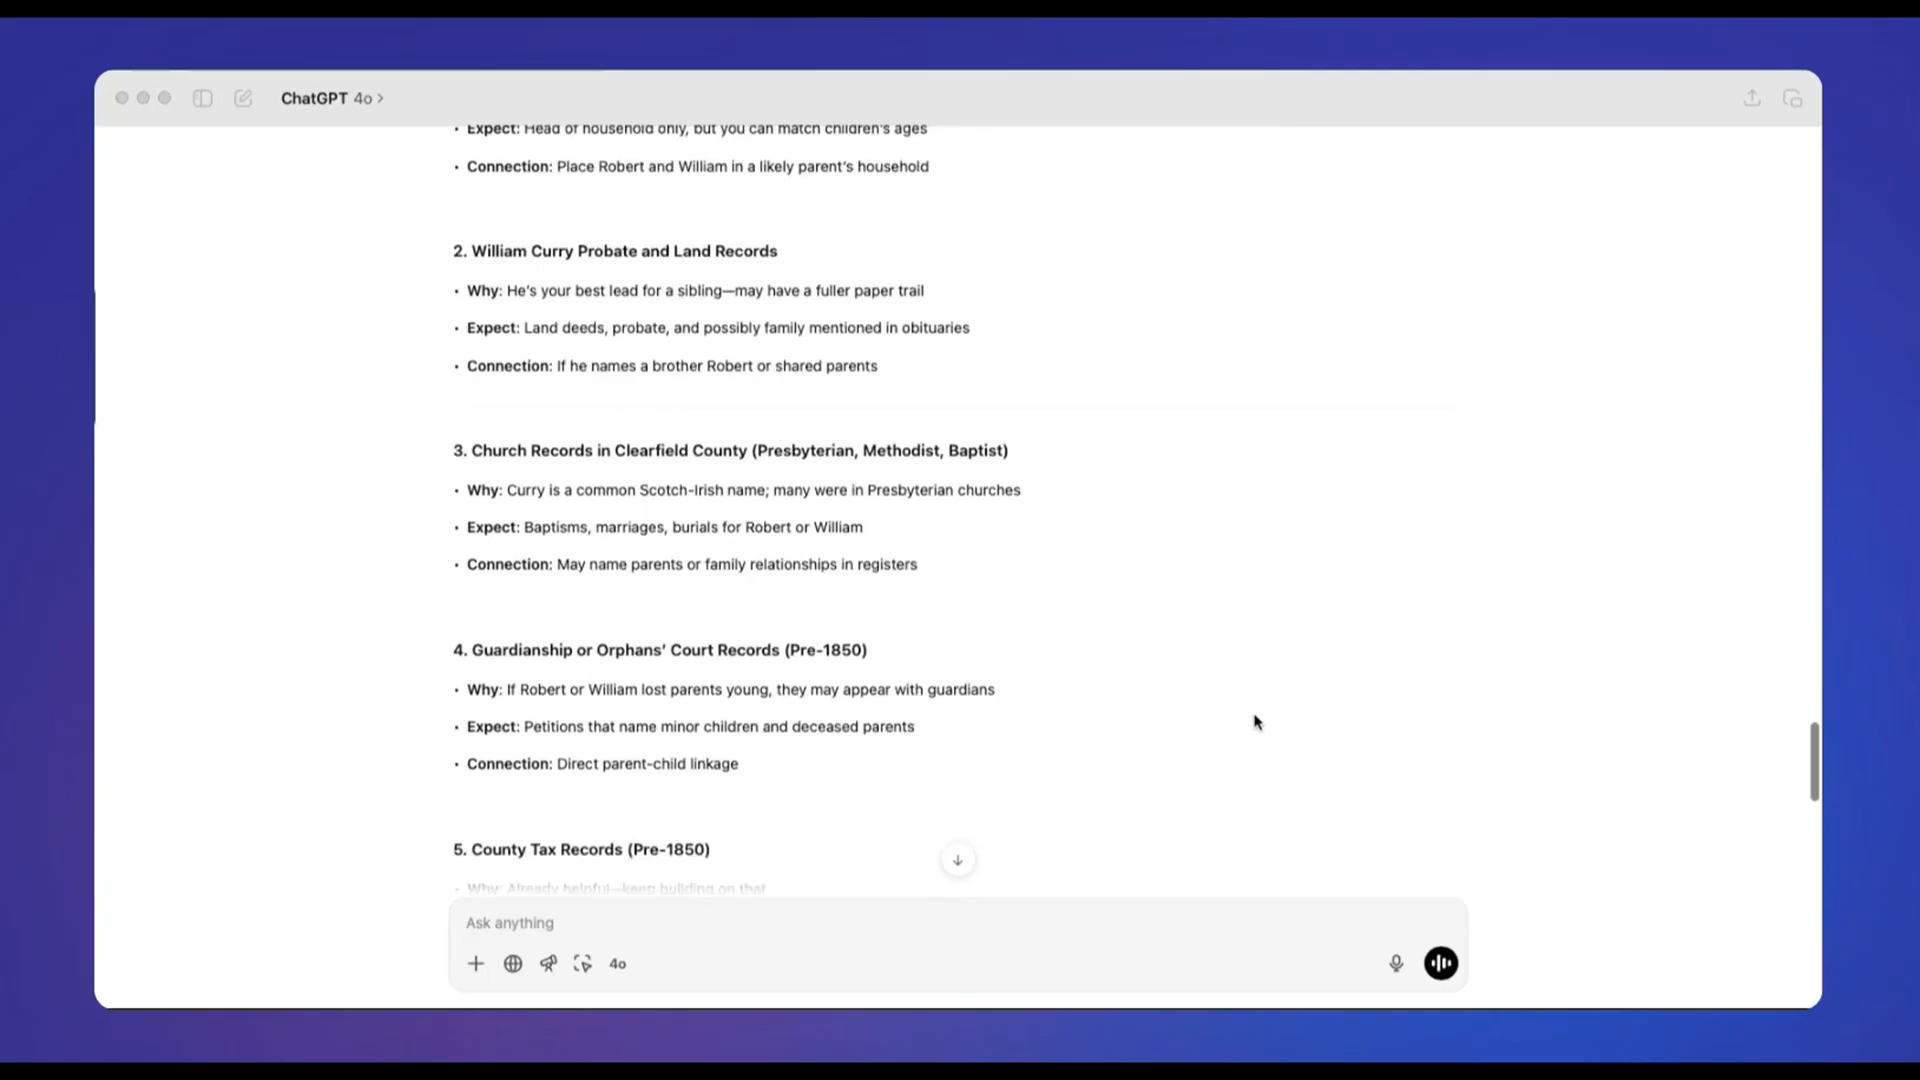 ChatGPT 4o >
• Expect: Head of household only, but you can match children's ages
• Connection: Place Robert and William in a likely parent's household
2. William Curry Probate and Land Records
• Why: He's your best lead for a sibling—may have a fuller paper trail
• Expect: Land deeds, probate, and possibly family mentioned in obituaries
• Connection: If he names a brother Robert or shared parents
3. Church Records in Clearfield County (Presbyterian, Methodist, Baptist)
• Why: Curry is a common Scotch-Irish name; many were in Presbyterian churches
• Expect: Baptisms, marriages, burials for Robert or William
• Connection: May name parents or family relationships in registers
4. Guardianship or Orphans' Court Records (Pre-1850)
• Why: If Robert or William lost parents young, they may appear with guardians
• Expect: Petitions that name minor children and deceased parents
• Connection: Direct parent-child linkage
5. County Tax Records (Pre-1850)
• Why: Already helpful—keep building on that
Ask anything
4o